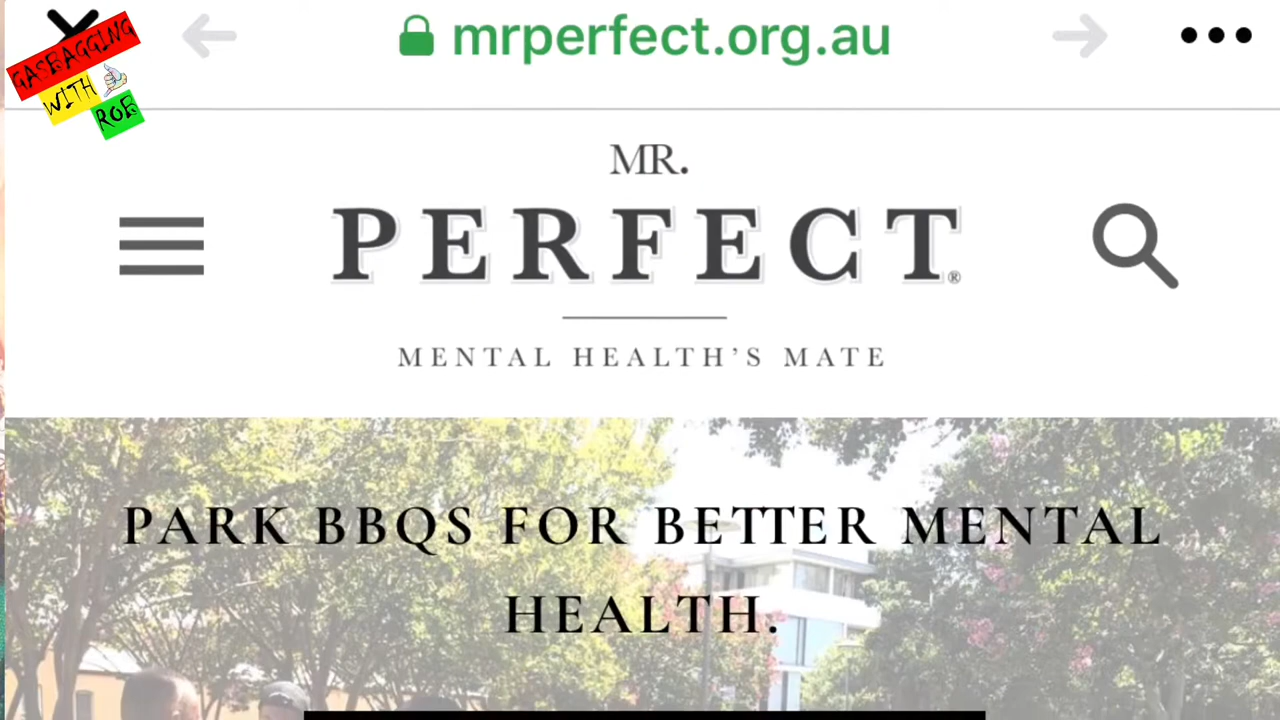 GASBAGGING
WITH
ROB
mrperfect.org.au
MR.
PERFECT®
MENTAL HEALTH'S MATE
PARK BBQS FOR BETTER MENTAL
HEALTH.